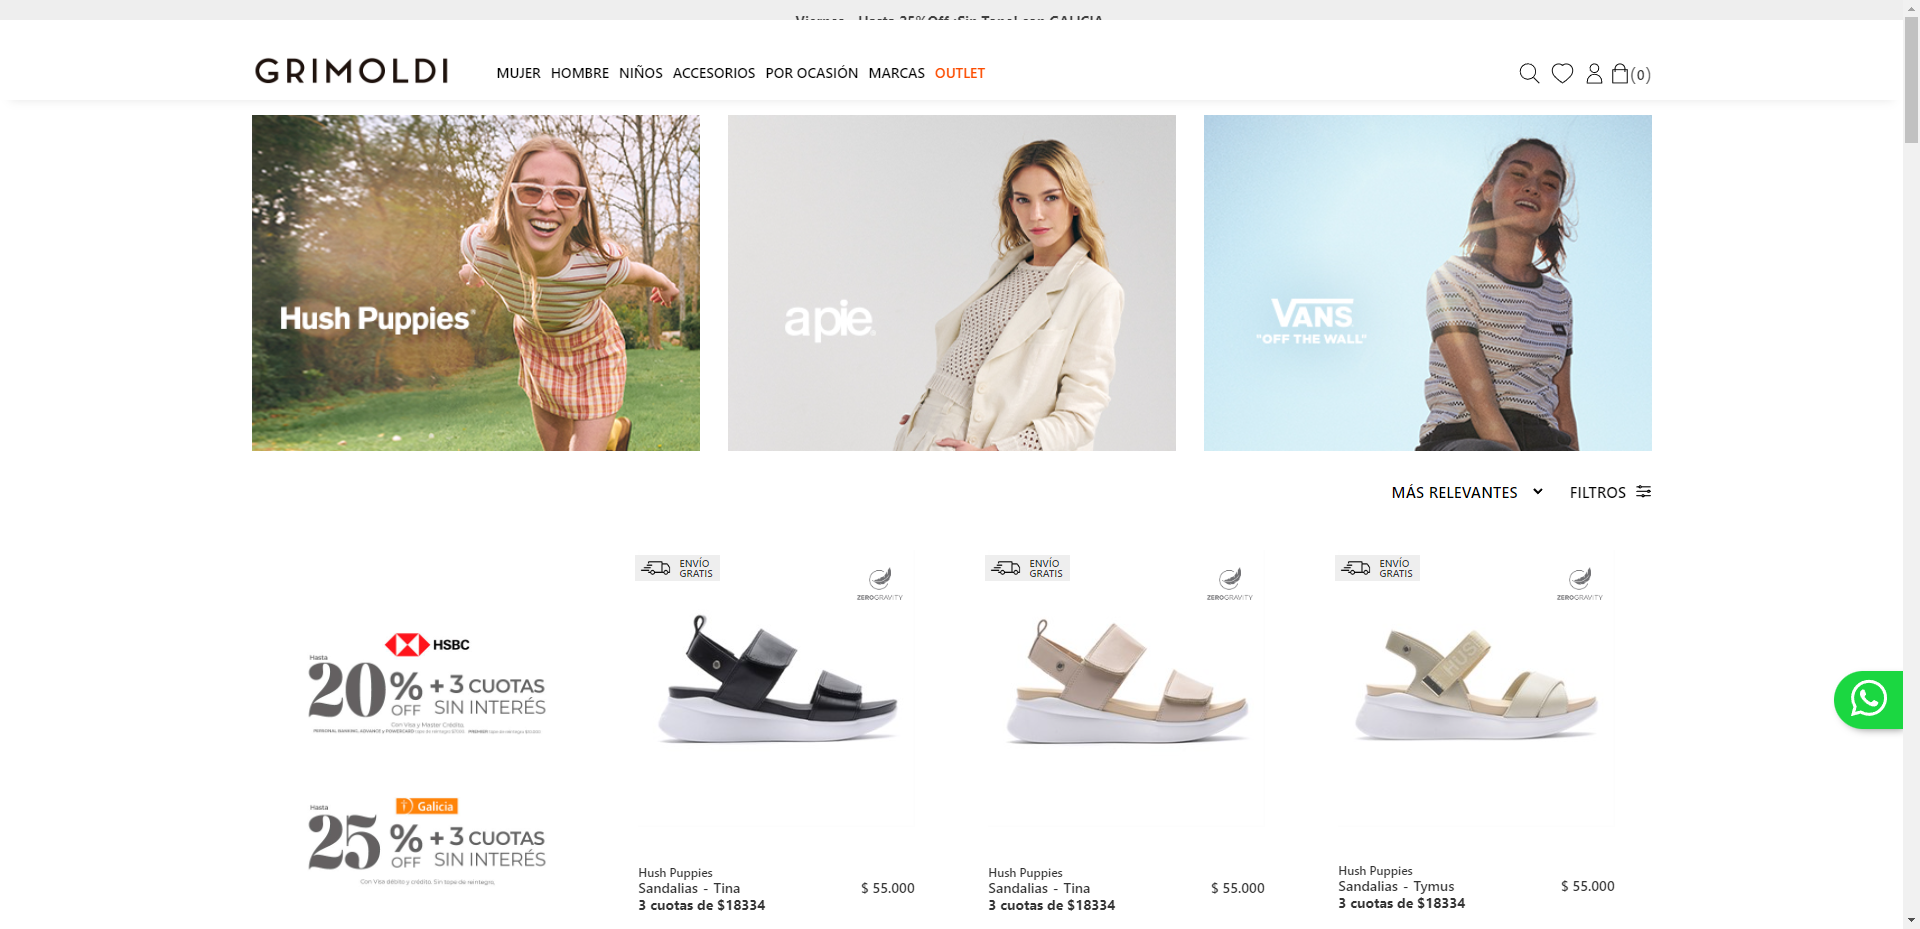 Viernes - Hasta 25%Off ¡Sin Tope! con GALICIA
GRIMOLDI
MUJER HOMBRE NIÑOS ACCESORIOS POR OCASIÓN MARCAS OUTLET
(0)
Hush Puppies
apie
VANS
"OFF THE WALL"
MÁS RELEVANTES
FILTROS
HSBC
Hasta
20% OFF + 3 CUOTAS
SIN INTERÉS
Con Visa y Master Crédito.
Hasta
Galicia
25% OFF + 3 CUOTAS
SIN INTERÉS
Con Visa débito y crédito. Sin tope de reintegro.
ENVÍO
GRATIS
ZEROGRAVITY
Hush Puppies
Sandalias - Tina
$ 55.000
3 cuotas de $18334
ENVÍO
GRATIS
ZEROGRAVITY
Hush Puppies
Sandalias - Tina
$ 55.000
3 cuotas de $18334
ENVÍO
GRATIS
ZEROGRAVITY
HUSH
Hush Puppies
Sandalias - Tymus
$ 55.000
3 cuotas de $18334